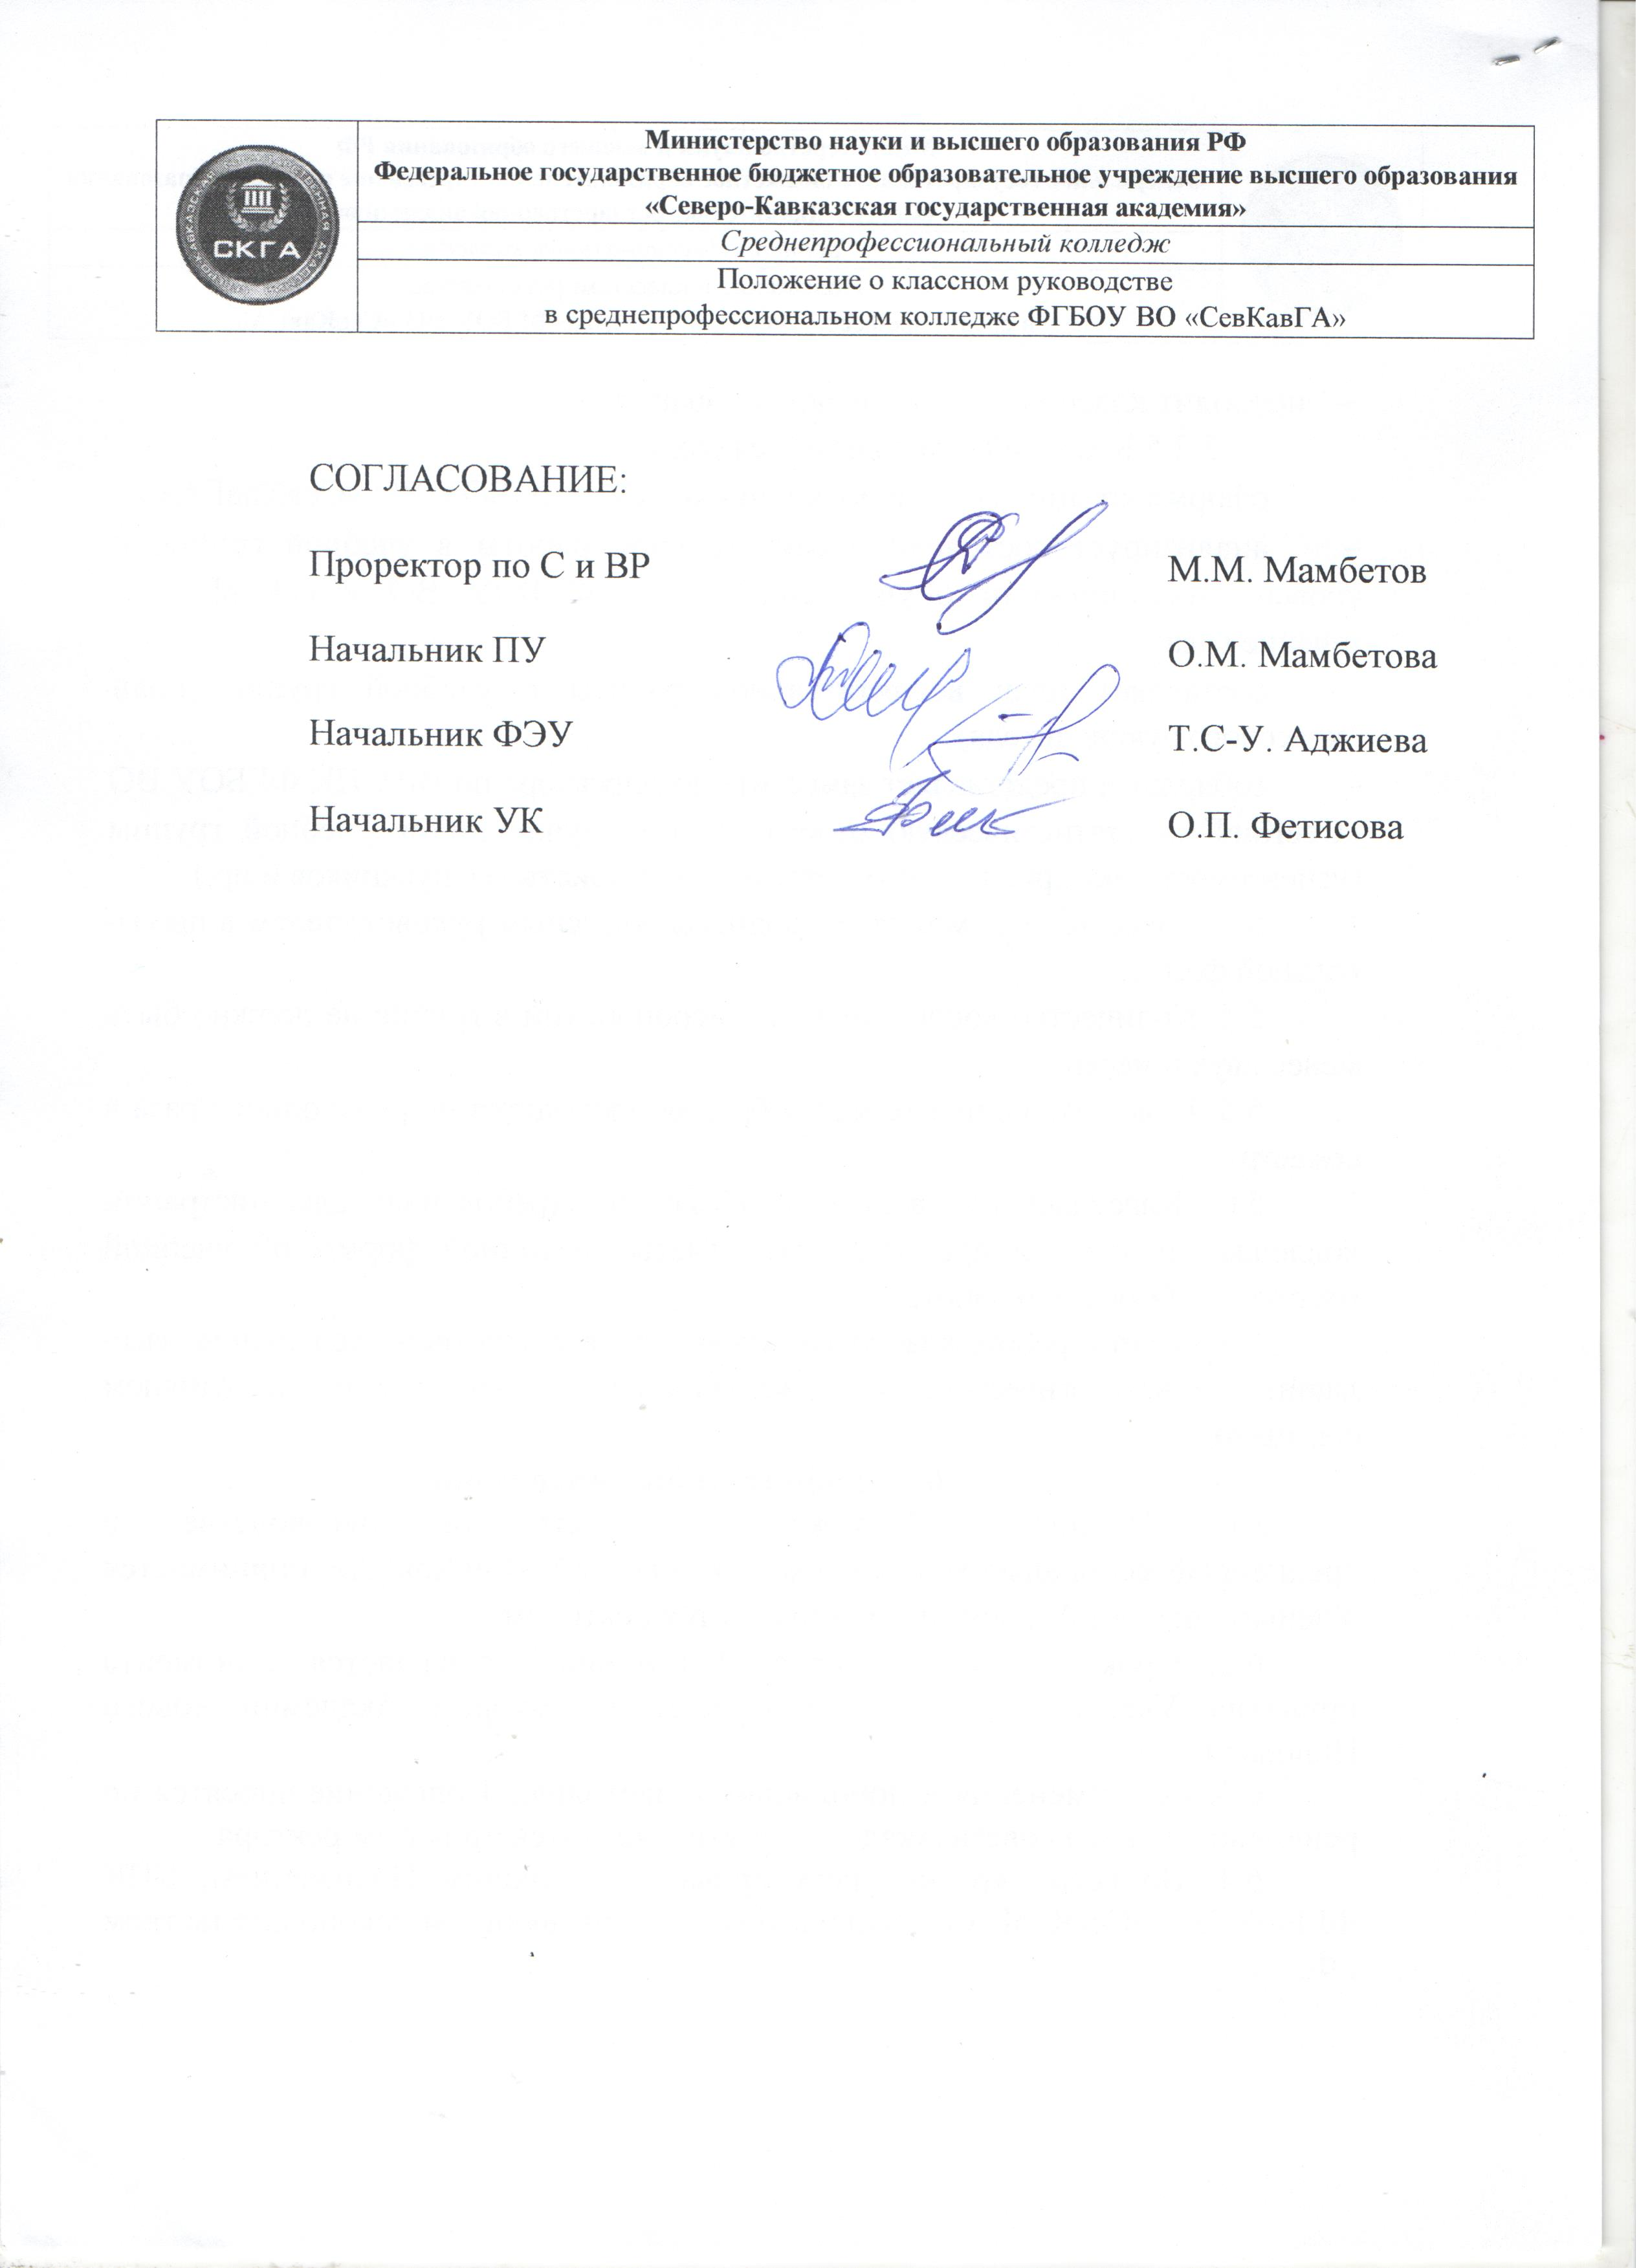 Министерство науки и высшего образования РФ
Федеральное государственное бюджетное образовательное учреждение высшего образования
«Северо-Кавказская государственная академия»
СКГА
Среднепрофессиональный колледж
Положение о классном руководстве
в среднепрофессиональном колледже ФГБОУ ВО «СевКавГА»
СОГЛАСОВАНИЕ:
Проректор по С и ВР М.М. Мамбетов
Начальник ПУ О.М. Мамбетова
Начальник ФЭУ Т.С-У. Аджиева
Начальник УК О.П. Фетисова